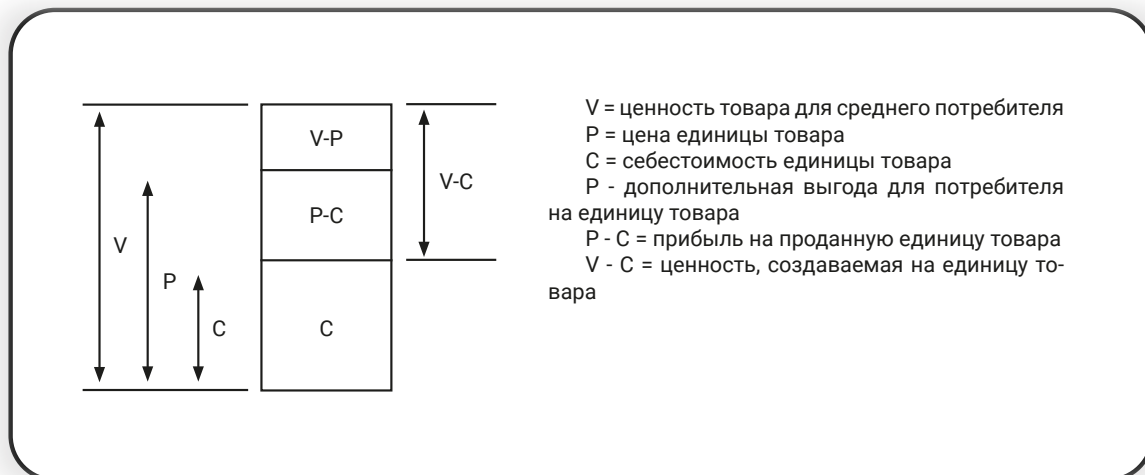 V-P
V-C
P-C
V
P
C
C
V = ценность товара для среднего потребителя
P = цена единицы товара
C = себестоимость единицы товара
P - дополнительная выгода для потребителя
на единицу товара
P - C = прибыль на проданную единицу товара
V - C = ценность, создаваемая на единицу то-
вара